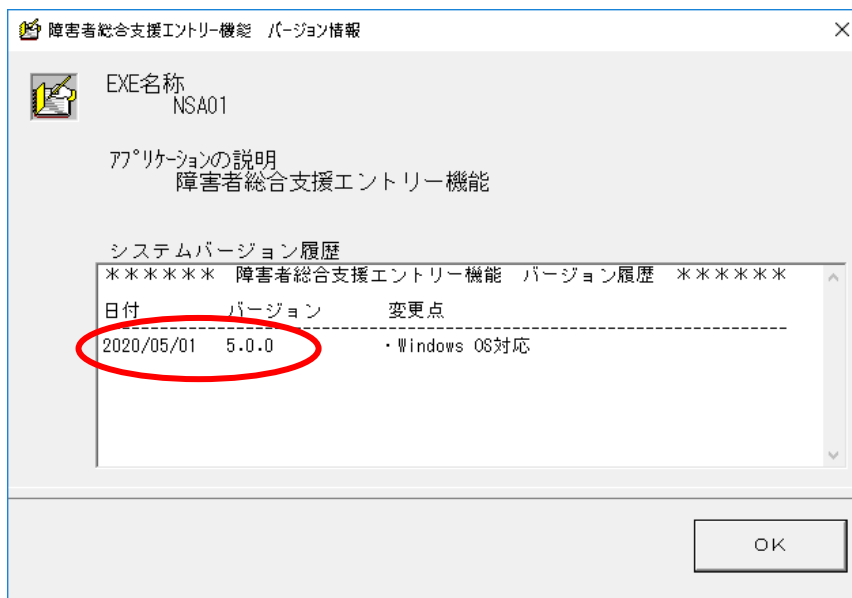 障害者総合支援ｴﾝﾄﾘｰ機能　ﾊﾞｰｼﾞｮﾝ情報
EXE名称
NSA01
ｱﾌﾟﾘｹｰｼｮﾝの説明
障害者総合支援エントリー機能
システムバージョン履歴
＊＊＊＊＊＊　障害者総合支援エントリー機能　バージョン履歴　＊＊＊＊＊＊
日付　バージョン　変更点
-----------------------------------------------------------------------------
2020/05/01　5.0.0　・Windows OS対応
OK